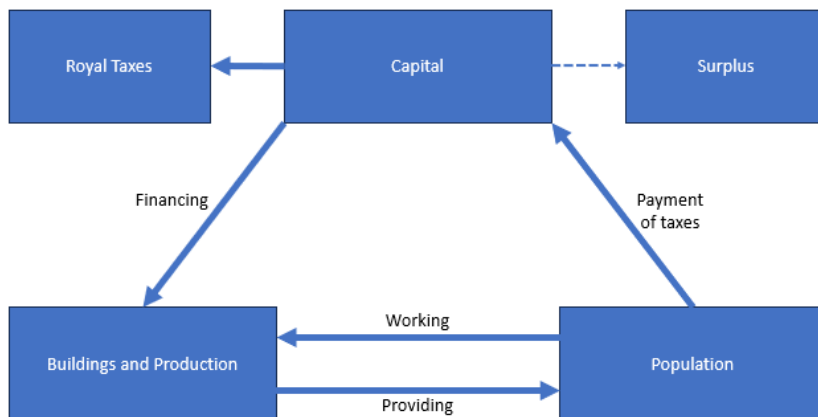 Royal Taxes
Capital
Surplus
Financing
Payment
of taxes
Working
Buildings and Production
Population
Providing